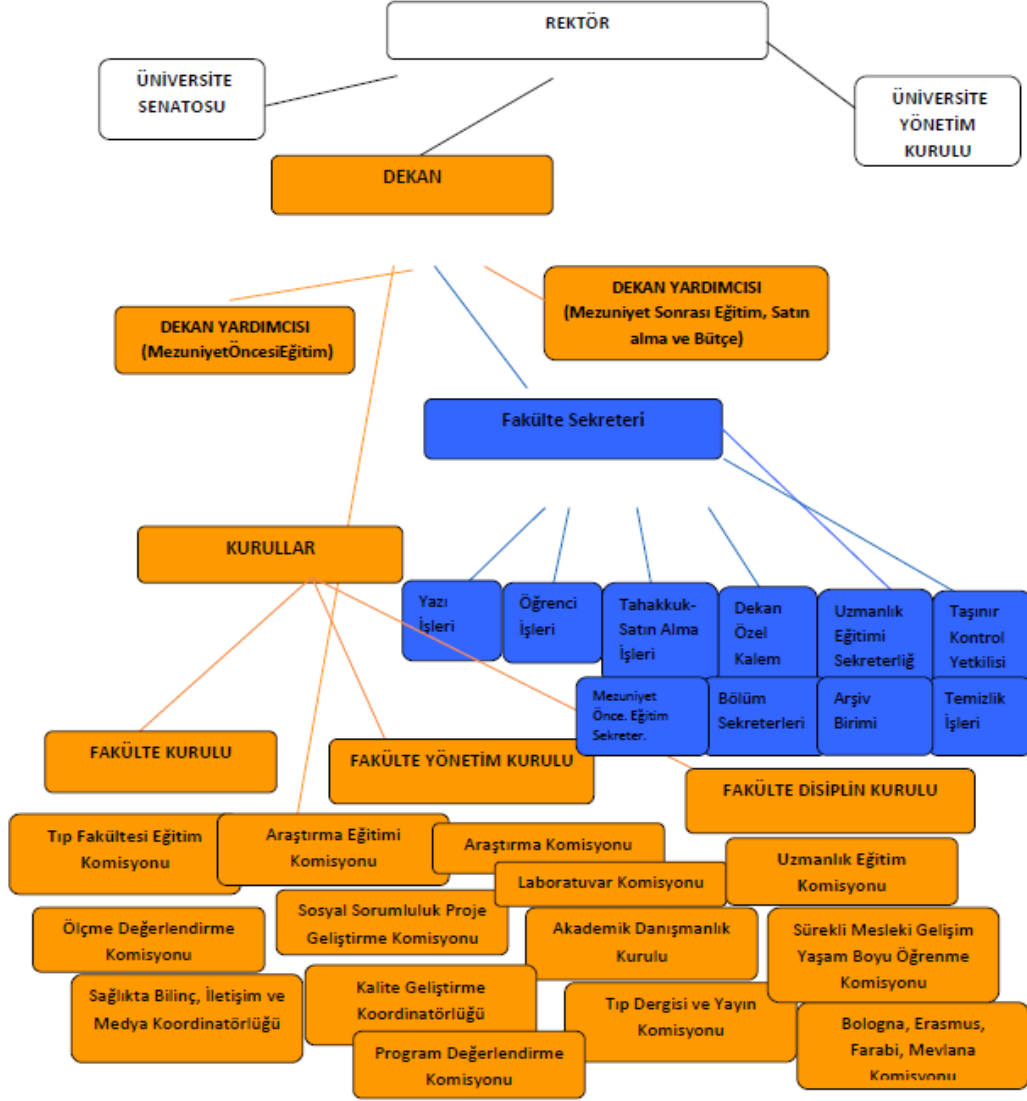 REKTÖR
ÜNİVERSİTE
SENATOSU
ÜNİVERSİTE
YÖNETİM
KURULU
DEKAN
DEKAN YARDIMCISI
(MezuniyetÖncesiEğitim)
DEKAN YARDIMCISI
(Mezuniyet Sonrası Eğitim, Satın
alma ve Bütçe)
Fakülte Sekreteri
KURULLAR
Yazı
İşleri
Öğrenci
İşleri
Tahakkuk-
Satın Alma
İşleri
Dekan
Özel
Kalem
Uzmanlık
Eğitimi
Sekreterliğ
Taşınır
Kontrol
Yetkilisi
Mezuniyet
Önce. Eğitim
Sekreter.
Bölüm
Sekreterleri
Arşiv
Birimi
Temizlik
İşleri
FAKÜLTE KURULU
FAKÜLTE YÖNETİM KURULU
FAKÜLTE DİSİPLİN KURULU
Tıp Fakültesi Eğitim
Komisyonu
Araştırma Eğitimi
Komisyonu
Araştırma Komisyonu
Laboratuvar Komisyonu
Uzmanlık Eğitim
Komisyonu
Ölçme Değerlendirme
Komisyonu
Sosyal Sorumluluk Proje
Geliştirme Komisyonu
Akademik Danışmanlık
Kurulu
Sürekli Mesleki Gelişim
Yaşam Boyu Öğrenme
Komisyonu
Sağlıkta Bilinç, İletişim ve
Medya Koordinatörlüğü
Kalite Geliştirme
Koordinatörlüğü
Tıp Dergisi ve Yayın
Komisyonu
Program Değerlendirme
Komisyonu
Bologna, Erasmus,
Farabi, Mevlana
Komisyonu